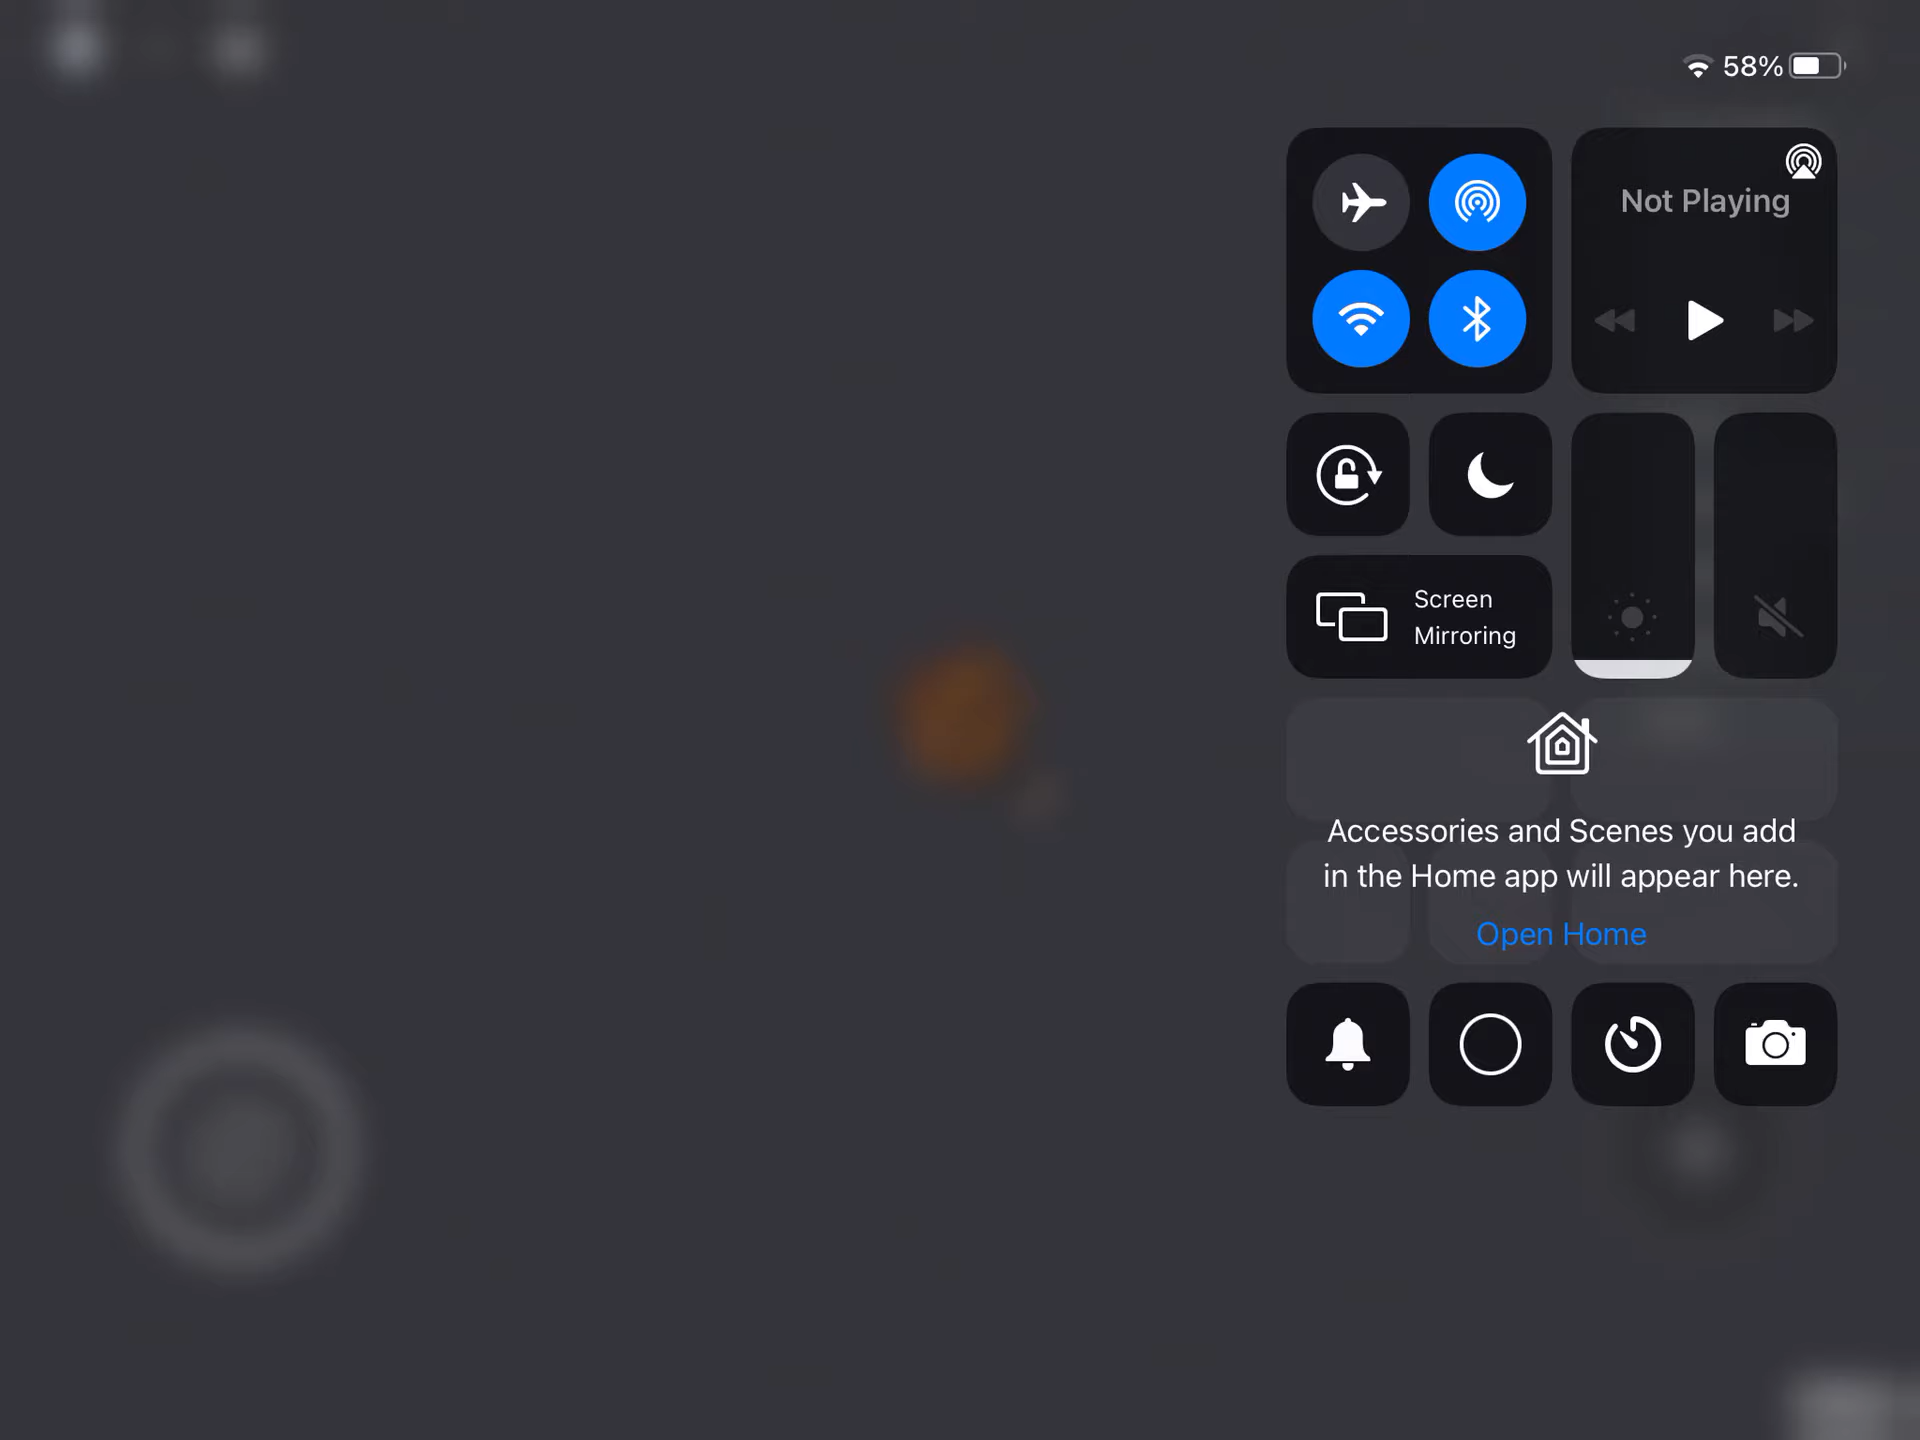 58%
Not Playing
Screen
Mirroring
Accessories and Scenes you add
in the Home app will appear here.
Open Home